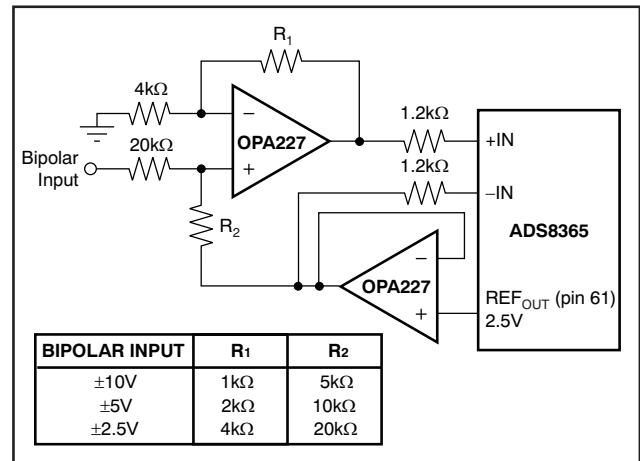 R1
4kΩ
−
OPA227
+
20kΩ
Bipolar
Input
R2
1.2kΩ
+IN
1.2kΩ
−IN
ADS8365
−
OPA227
+
REFOUT (pin 61)
2.5V
BIPOLAR INPUT R1 R2
±10V 1kΩ 5kΩ
±5V 2kΩ 10kΩ
±2.5V 4kΩ 20kΩ